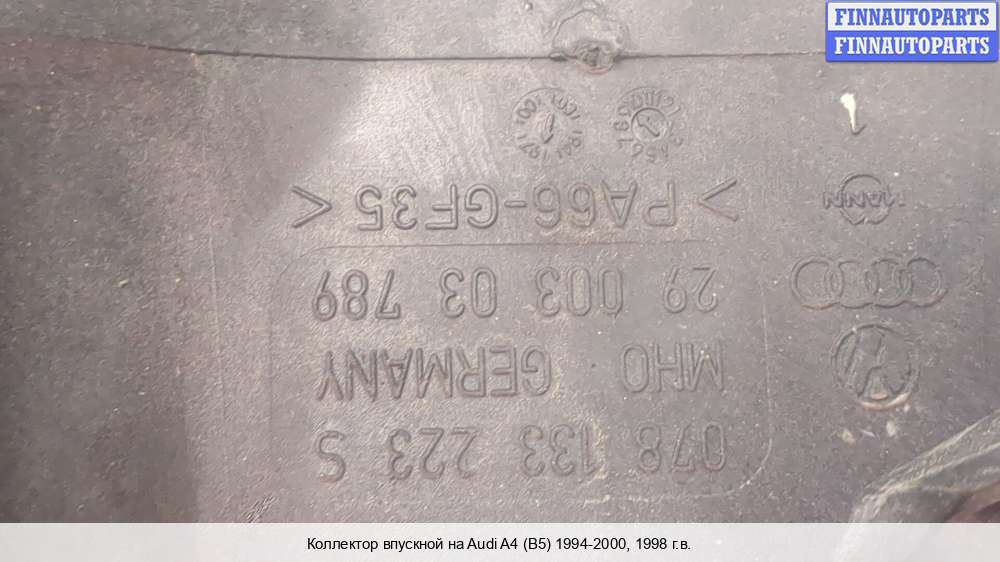 FINNAUTOPARTS
FINNAUTOPARTS
078 133 223 S
MHO GERMANY
29 003 03 789
> PA66-GF35 <
MANN
Коллектор впускной на Audi A4 (B5) 1994-2000, 1998 г.в.